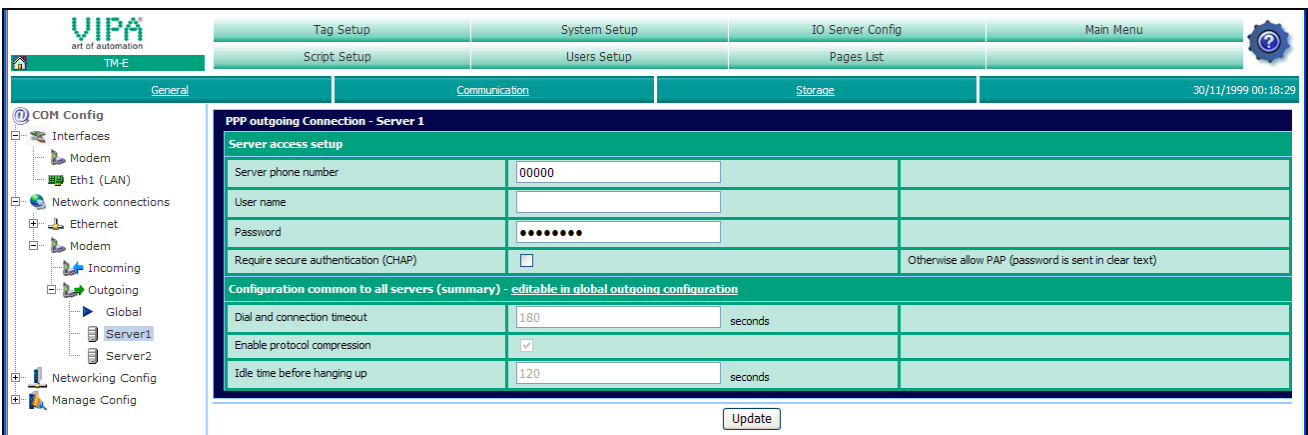 VIPA
art of automation
TM-E
Tag Setup
System Setup
IO Server Config
Main Menu
Script Setup
Users Setup
Pages List
?
General
Communication
Storage
30/11/1999 00:18:29
@ COM Config
Interfaces
Modem
Eth1 (LAN)
Network connections
Ethernet
Modem
Incoming
Outgoing
Global
Server1
Server2
Networking Config
Manage Config
PPP outgoing Connection - Server 1
Server access setup
Server phone number 00000
User name
Password ••••••••
Require secure authentication (CHAP) Otherwise allow PAP (password is sent in clear text)
Configuration common to all servers (summary) - editable in global outgoing configuration
Dial and connection timeout 180 seconds
Enable protocol compression
Idle time before hanging up 120 seconds
Update